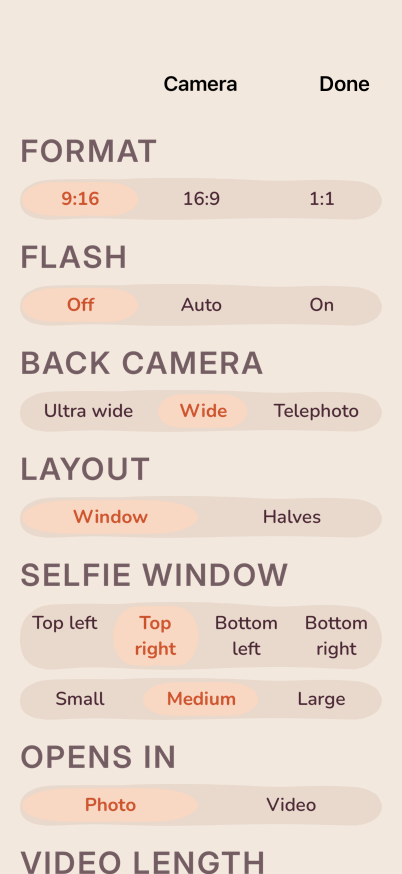 Camera Done
FORMAT
9:16 16:9 1:1
FLASH
Off Auto On
BACK CAMERA
Ultra wide Wide Telephoto
LAYOUT
Window Halves
SELFIE WINDOW
Top left Top right Bottom left Bottom right
Small Medium Large
OPENS IN
Photo Video
VIDEO LENGTH